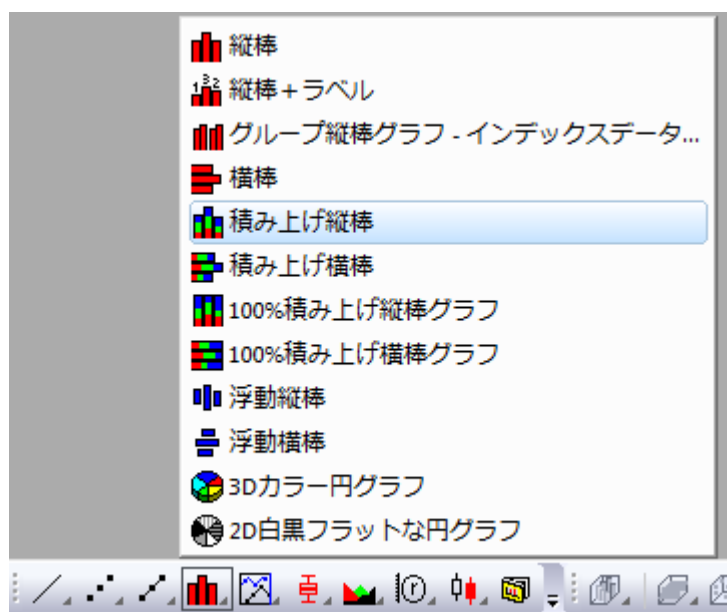 縦棒
縦棒+ラベル
グループ縦棒グラフ - インデックスデータ...
横棒
積み上げ縦棒
積み上げ横棒
100%積み上げ縦棒グラフ
100%積み上げ横棒グラフ
浮動縦棒
浮動横棒
3Dカラー円グラフ
2D白黒フラットな円グラフ